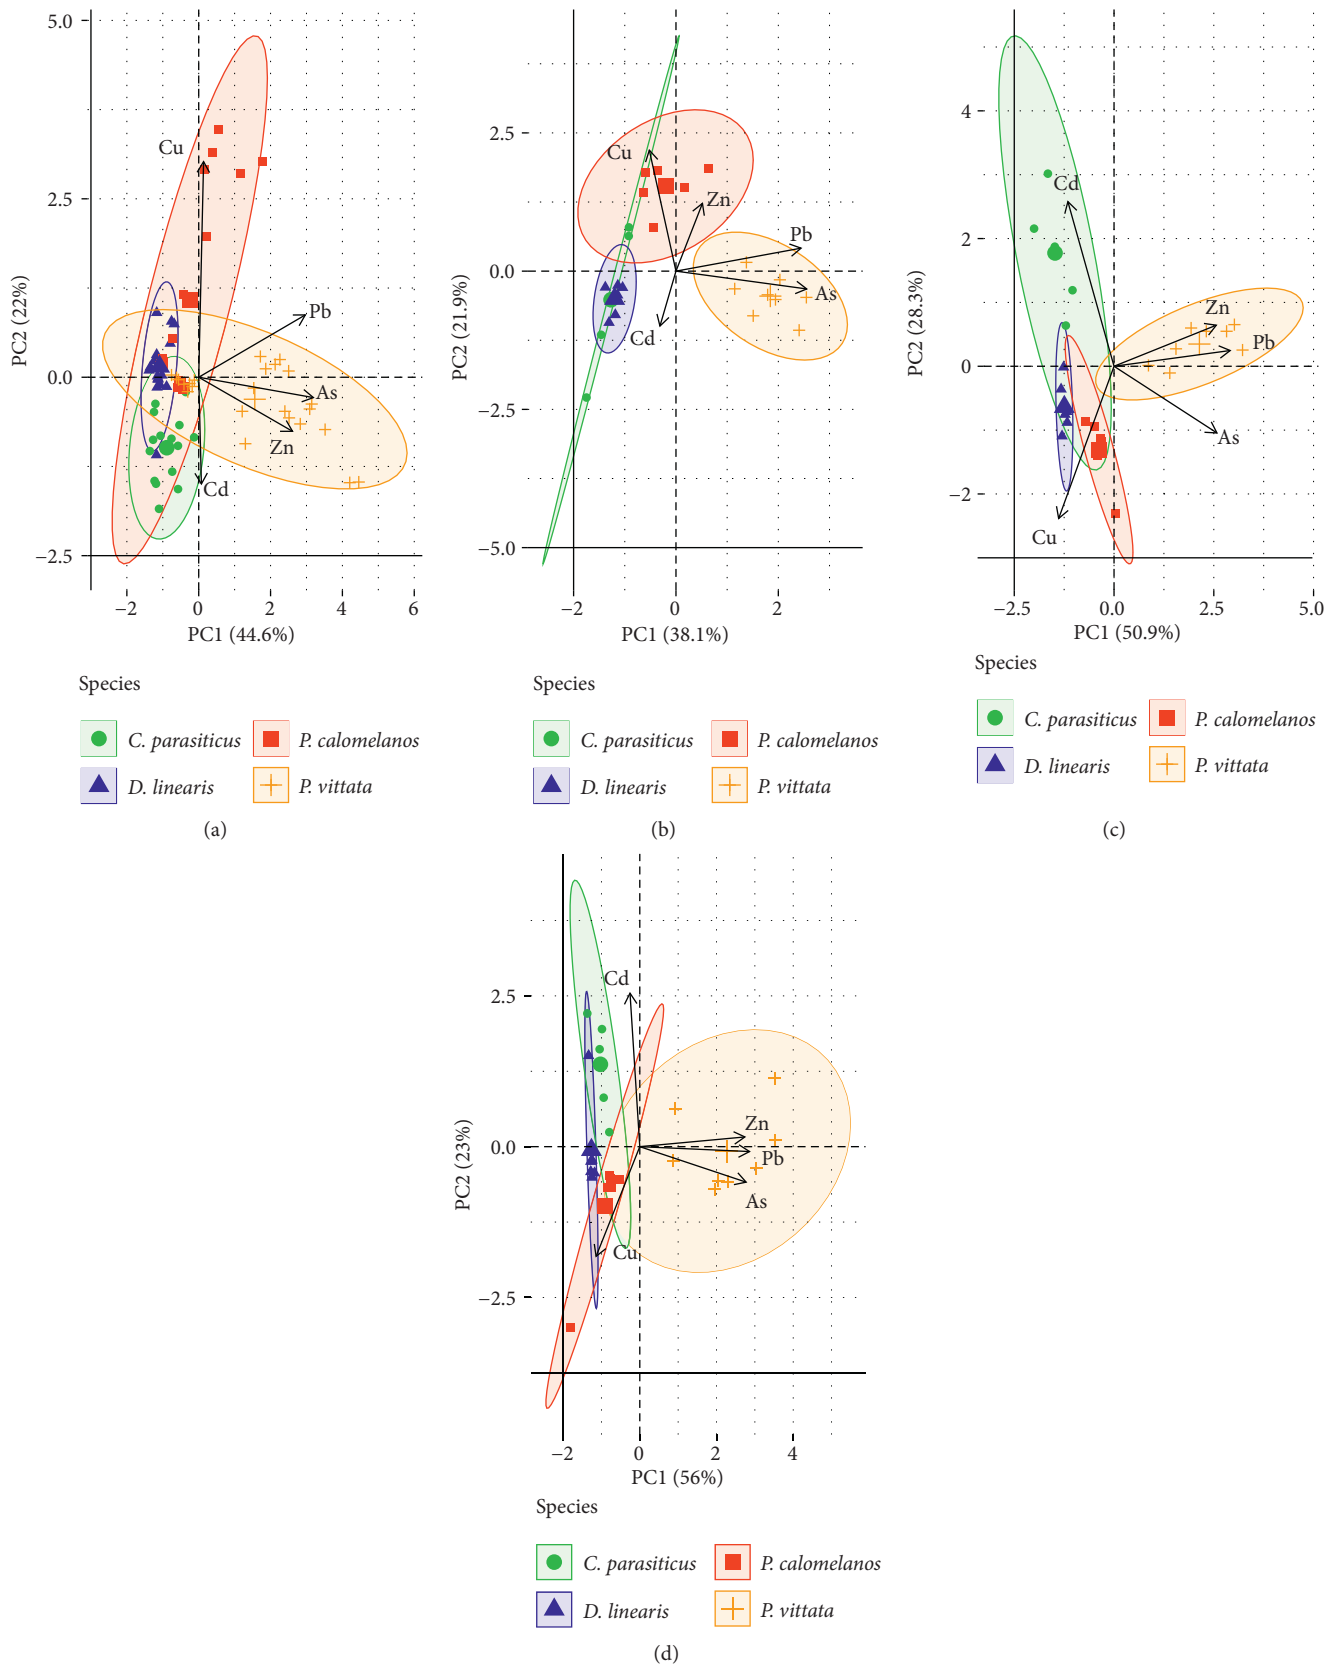 5.0
2.5
0.0
−2.5
PC2 (22%)
Cu
Pb
As
Zn
Cd
−2 0 2 4 6
PC1 (44.6%)
Species
C. parasiticus P. calomelanos
D. linearis P. vittata
(a)
2.5
0.0
−2.5
−5.0
PC2 (21.9%)
Cu
Zn
Pb
As
Cd
−2 0 2
PC1 (38.1%)
Species
C. parasiticus P. calomelanos
D. linearis P. vittata
(b)
4
2
0
−2
PC2 (28.3%)
Cd
Zn
Pb
As
Cu
−2.5 0.0 2.5 5.0
PC1 (50.9%)
Species
C. parasiticus P. calomelanos
D. linearis P. vittata
(c)
2.5
0.0
−2.5
PC2 (23%)
Cd
Zn
Pb
As
Cu
−2 0 2 4
PC1 (56%)
Species
C. parasiticus P. calomelanos
D. linearis P. vittata
(d)